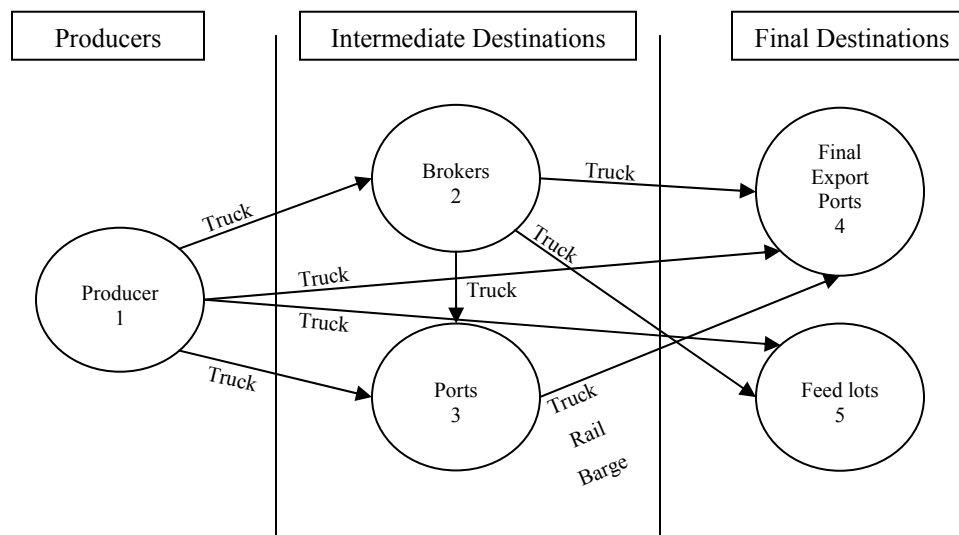 Producers
Intermediate Destinations
Final Destinations
Producer
1
Truck
Truck
Truck
Truck
Brokers
2
Truck
Ports
3
Truck
Truck
Truck
Rail
Barge
Final
Export
Ports
4
Feed lots
5